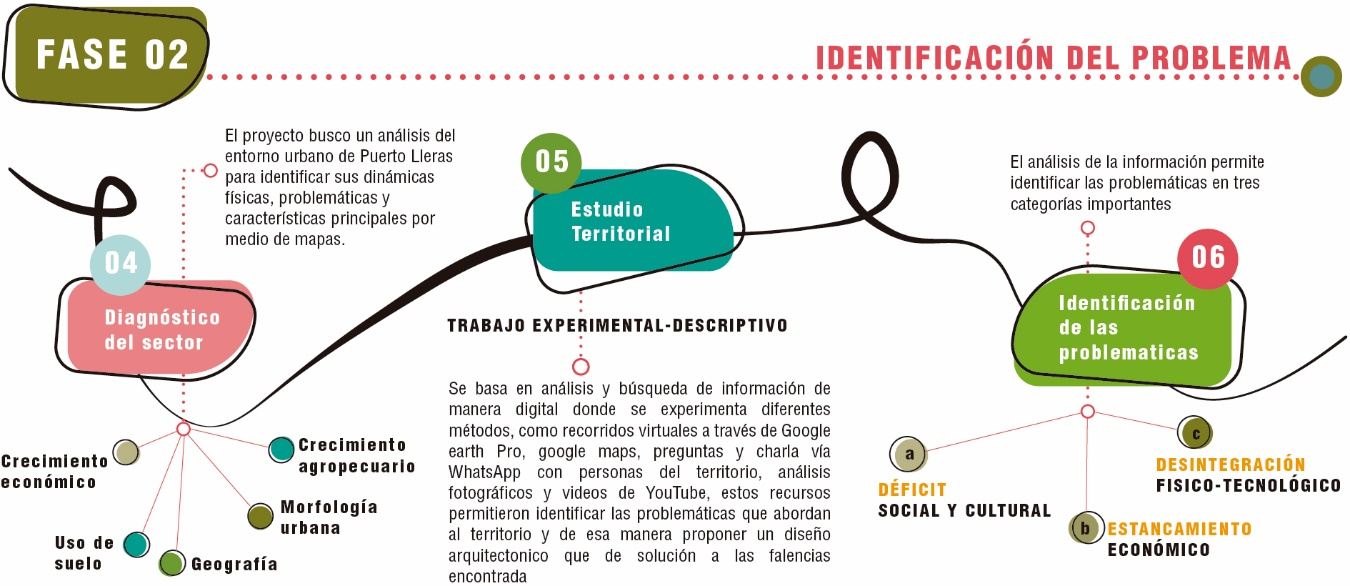 FASE 02
IDENTIFICACIÓN DEL PROBLEMA
El proyecto busco un análisis del
entorno urbano de Puerto Lleras
para identificar sus dinámicas
físicas, problemáticas y
características principales por
medio de mapas.
04
Diagnóstico
del sector
Crecimiento
económico
Uso de
suelo
Geografía
Morfología
urbana
Crecimiento
agropecuario
05
Estudio
Territorial
TRABAJO EXPERIMENTAL-DESCRIPTIVO
Se basa en análisis y búsqueda de información de
manera digital donde se experimenta diferentes
métodos, como recorridos virtuales a través de Google
earth Pro, google maps, preguntas y charla vía
WhatsApp con personas del territorio, análisis
fotográficos y videos de YouTube, estos recursos
permitieron identificar las problemáticas que abordan
al territorio y de esa manera proponer un diseño
arquitectonico que de solución a las falencias
encontrada
El análisis de la información permite
identificar las problemáticas en tres
categorías importantes
06
Identificación
de las
problematicas
a
DÉFICIT
SOCIAL Y CULTURAL
b
ESTANCAMIENTO
ECONÓMICO
c
DESINTEGRACIÓN
FISICO-TECNOLÓGICO